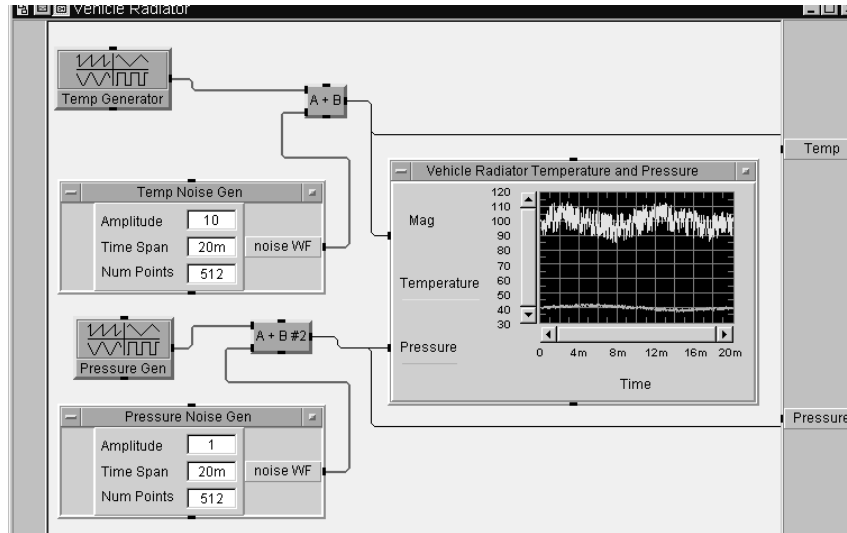 Vehicle Radiator
Temp Generator
A + B
Temp
Temp Noise Gen
Amplitude 10
Time Span 20m
Num Points 512
noise WF
Vehicle Radiator Temperature and Pressure
Mag
Temperature
Pressure
120
110
100
90
80
70
60
50
40
30
0 4m 8m 12m 16m 20m
Time
Pressure Gen
A + B #2
Pressure
Pressure Noise Gen
Amplitude 1
Time Span 20m
Num Points 512
noise WF